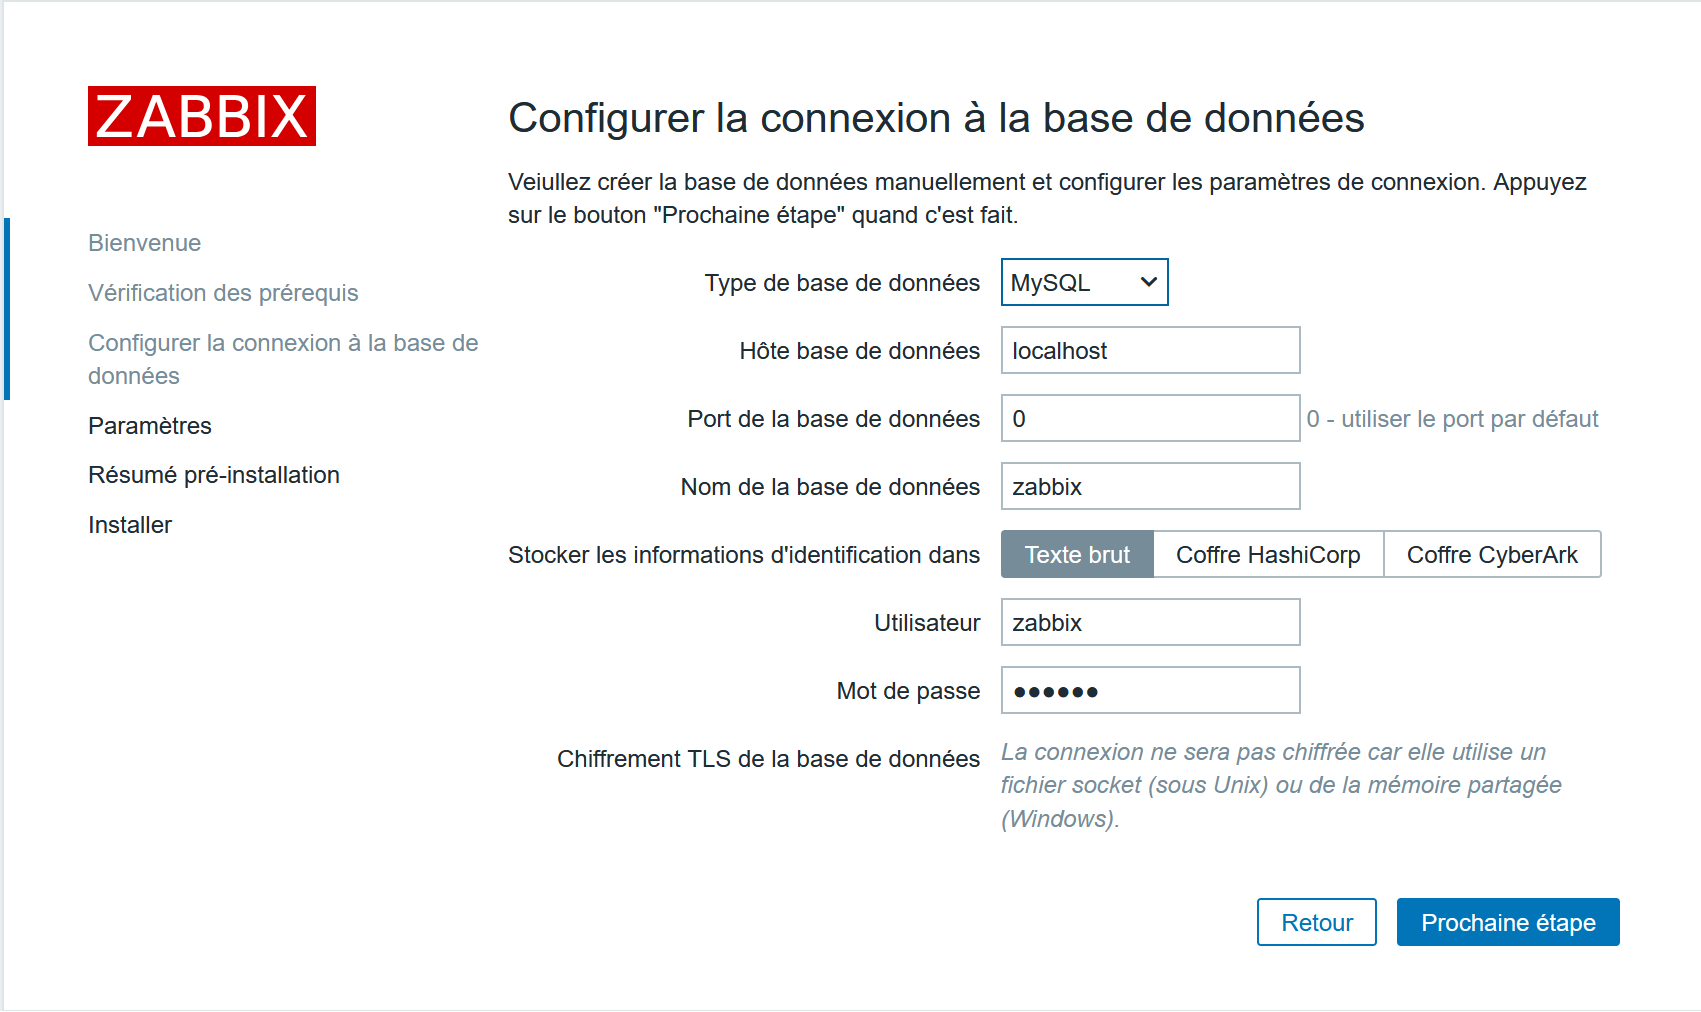 ZABBIX
Bienvenue
Vérification des prérequis
Configurer la connexion à la base de
données
Paramètres
Résumé pré-installation
Installer
Configurer la connexion à la base de données
Veiullez créer la base de données manuellement et configurer les paramètres de connexion. Appuyez
sur le bouton "Prochaine étape" quand c'est fait.
Type de base de données MySQL
Hôte base de données localhost
Port de la base de données 0 0 - utiliser le port par défaut
Nom de la base de données zabbix
Stocker les informations d'identification dans Texte brut Coffre HashiCorp Coffre CyberArk
Utilisateur zabbix
Mot de passe ●●●●●●
Chiffrement TLS de la base de données La connexion ne sera pas chiffrée car elle utilise un
fichier socket (sous Unix) ou de la mémoire partagée
(Windows).
Retour Prochaine étape